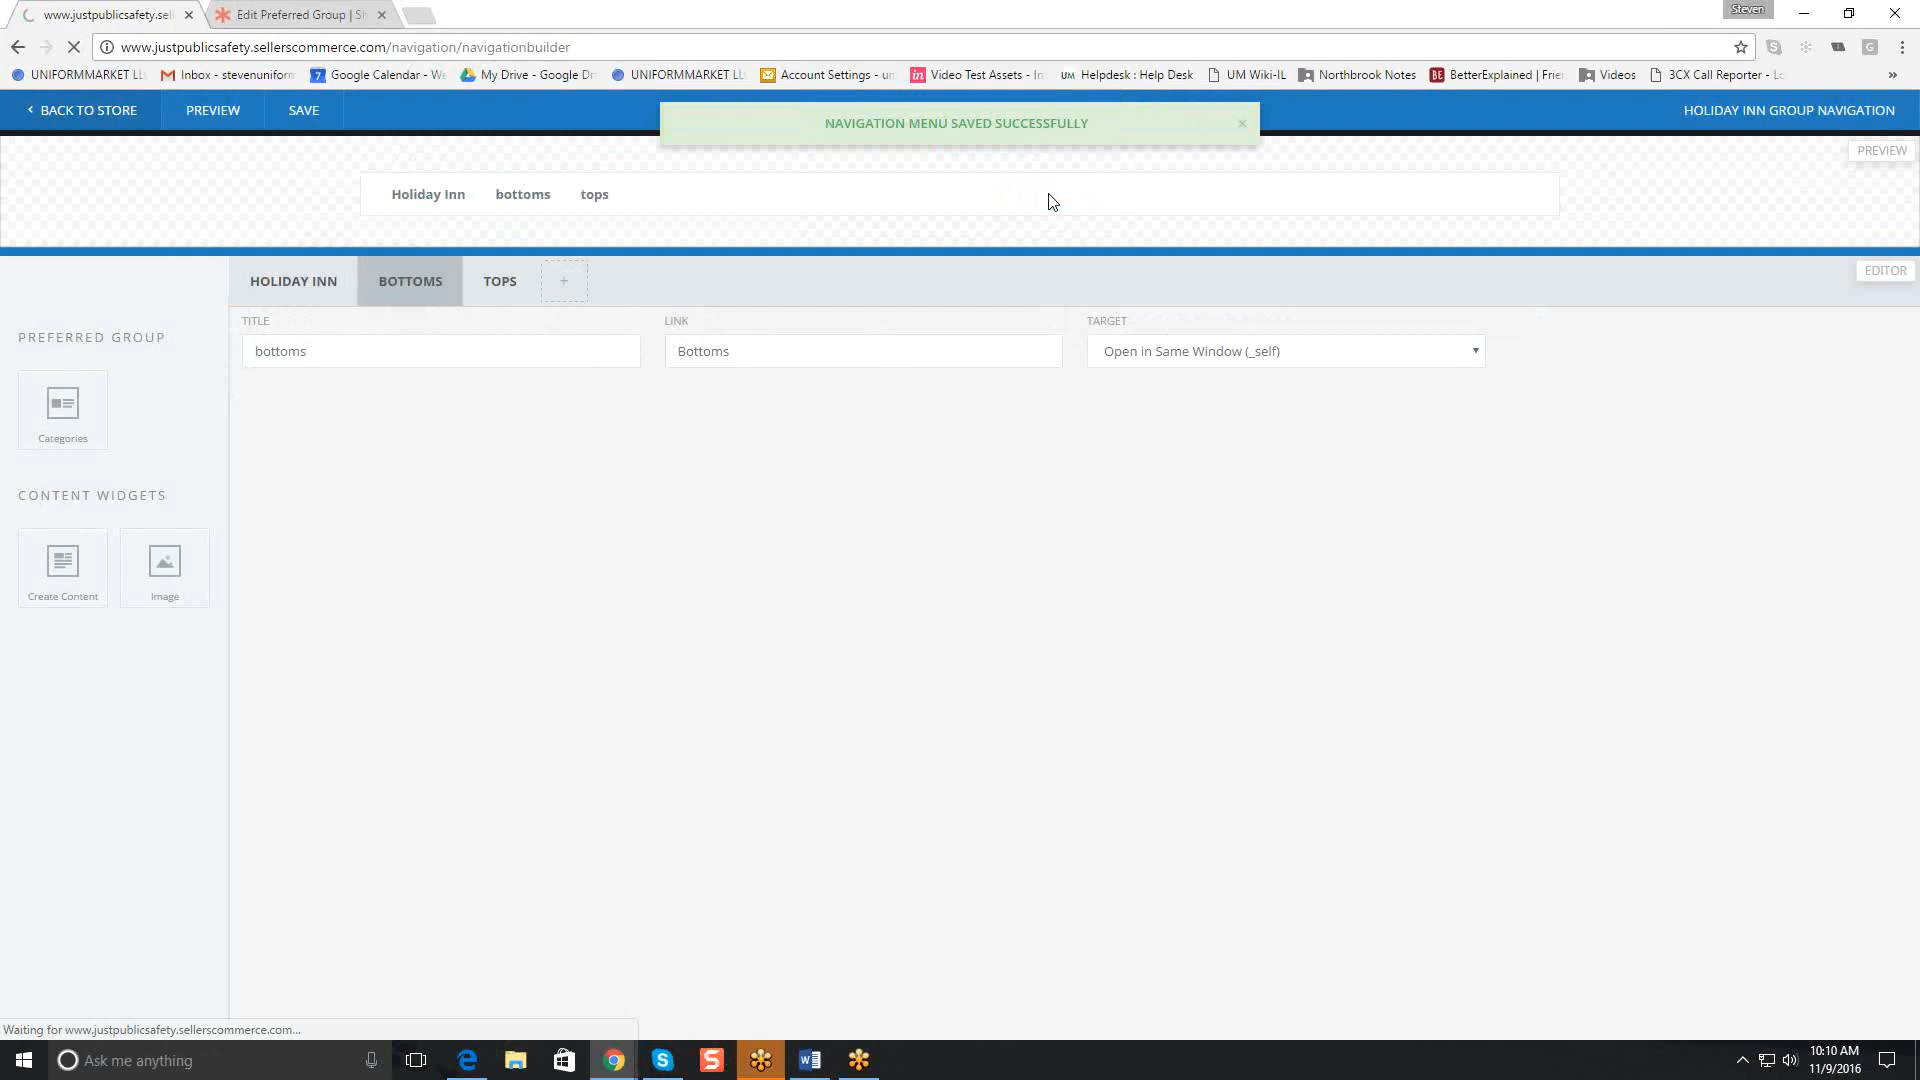 www.justpublicsafety.sel
Edit Preferred Group | Sh
Steven
www.justpublicsafety.sellerscommerce.com/navigation/navigationbuilder
UNIFORMMARKET LL
Inbox - stevenuniform
Google Calendar - We
My Drive - Google Dr
UNIFORMMARKET LL
Account Settings - un
Video Test Assets - In
Helpdesk : Help Desk
UM Wiki-IL
Northbrook Notes
BetterExplained | Frie
Videos
3CX Call Reporter - Lo
BACK TO STORE
PREVIEW
SAVE
NAVIGATION MENU SAVED SUCCESSFULLY
HOLIDAY INN GROUP NAVIGATION
PREVIEW
Holiday Inn
bottoms
tops
HOLIDAY INN
BOTTOMS
TOPS
+
EDITOR
TITLE
LINK
TARGET
bottoms
Bottoms
Open in Same Window (_self)
PREFERRED GROUP
Categories
CONTENT WIDGETS
Create Content
Image
Waiting for www.justpublicsafety.sellerscommerce.com...
Ask me anything
10:10 AM
11/9/2016